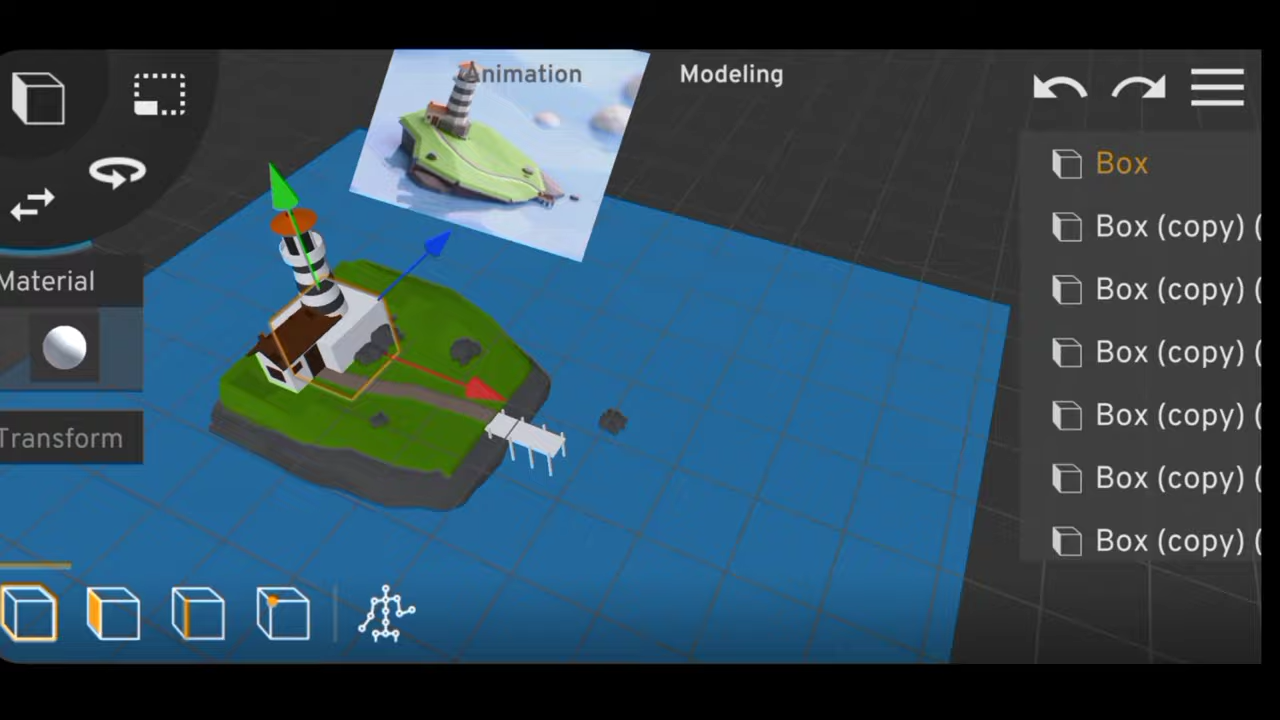 Animation
Modeling
Box
Box (copy) (
Box (copy) (
Material
Box (copy) (
Box (copy) (
Transform
Box (copy) (
Box (copy) (